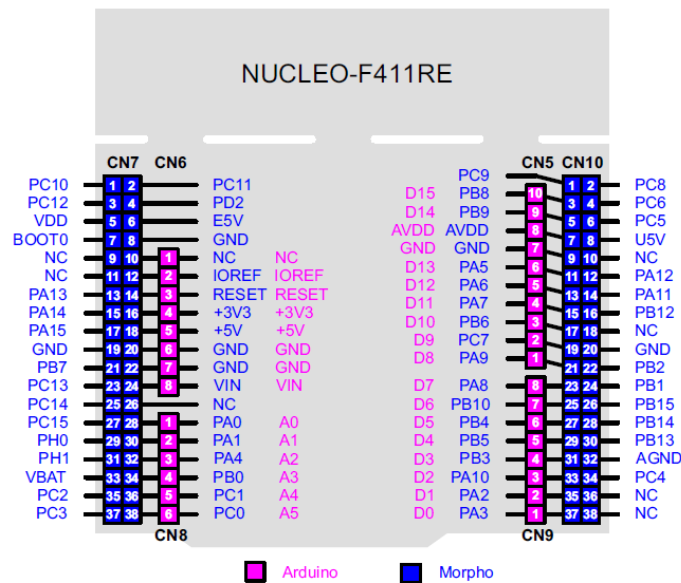 NUCLEO-F411RE
CN7 CN6 CN5 CN10
PC9
PC10 1 2 PC11 D15 PB8 10 1 2 PC8
PC12 3 4 PD2 D14 PB9 9 3 4 PC6
VDD 5 6 E5V AVDD AVDD 8 5 6 PC5
BOOT0 7 8 GND GND GND 7 7 8 U5V
NC 9 10 1 NC NC D13 PA5 6 9 10 NC
NC 11 12 2 IOREF IOREF D12 PA6 5 11 12 PA12
PA13 13 14 3 RESET RESET D11 PA7 4 13 14 PA11
PA14 15 16 4 +3V3 +3V3 D10 PB6 3 15 16 PB12
PA15 17 18 5 +5V +5V D9 PC7 2 17 18 NC
GND 19 20 6 GND GND D8 PA9 1 19 20 GND
PB7 21 22 7 GND GND 21 22 PB2
PC13 23 24 8 VIN VIN D7 PA8 8 23 24 PB1
PC14 25 26 NC D6 PB10 7 25 26 PB15
PC15 27 28 1 PA0 A0 D5 PB4 6 27 28 PB14
PH0 29 30 2 PA1 A1 D4 PB5 5 29 30 PB13
PH1 31 32 3 PA4 A2 D3 PB3 4 31 32 AGND
VBAT 33 34 4 PB0 A3 D2 PA10 3 33 34 PC4
PC2 35 36 5 PC1 A4 D1 PA2 2 35 36 NC
PC3 37 38 6 PC0 A5 D0 PA3 1 37 38 NC
CN8 CN9
Arduino Morpho